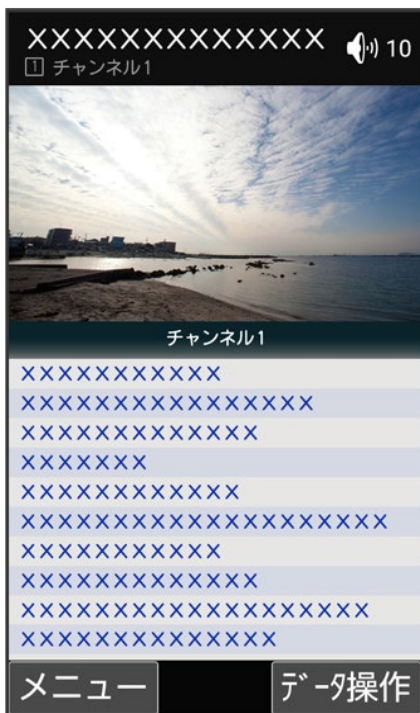 XXXXXXXXXXXXX 10
1 チャンネル1
チャンネル1
XXXXXXXXXXX
XXXXXXXXXXXXXXXX
XXXXXXXXXXXXX
XXXXXXX
XXXXXXXXXXXX
XXXXXXXXXXXXXXXXXXXX
XXXXXXXXXXX
XXXXXXXXXXXXX
XXXXXXXXXXXXXXXXXXX
XXXXXXXXXXXXXX
メニュー ﾃﾞｰﾀ操作